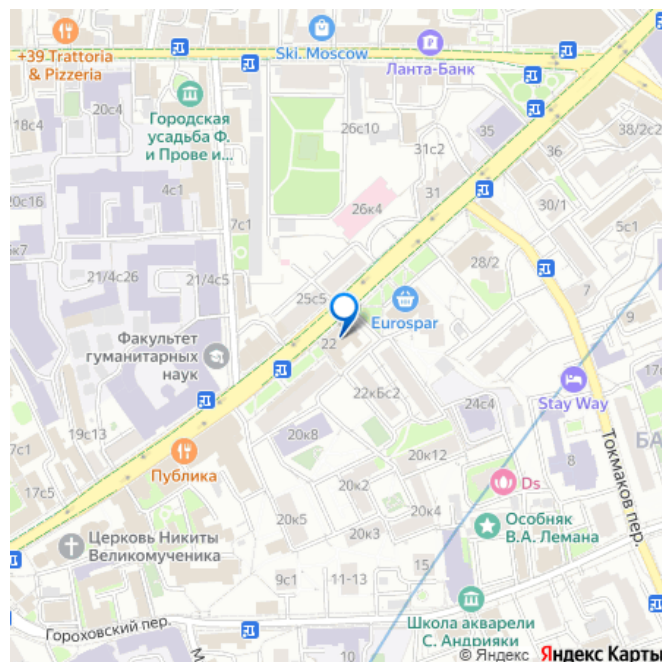 +39 Trattoria
& Pizzeria
Ski. Moscow
Ланта-Банк
20с4
Городская
усадьба Ф.
и Прове и...
18с4
26с10
31с2
35
38/2с2
36
4с1
20с16
7с1
26к4
31
30/1
5с1
к7
21/4с26
21/4с5
28/2
7
25с5
Eurospar
9
Факультет
гуманитарных
наук
22
22кБс2
24с4
Stay Way
19с13
7с1
20к8
Публика
20к12
8
БА
Токмаков пер.
17с5
20к2
Ds
20к5
20к4
Особняк
В.А. Лемана
Церковь Никиты
Великомученика
20к3
15
9с1
11-13
Школа акварели
С. Андрияки
Гороховский пер.
© Яндекс Яндекс Карты